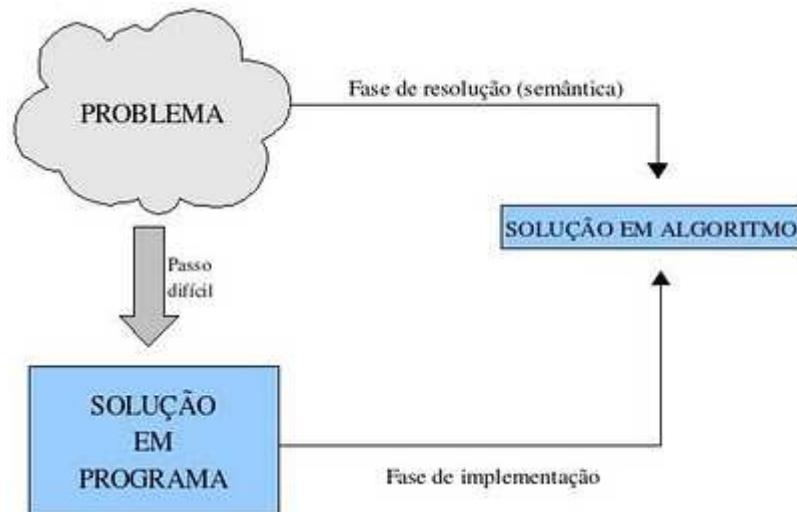 PROBLEMA
Fase de resolução (semântica)
SOLUÇÃO EM ALGORITMO
Passo
difícil
SOLUÇÃO
EM
PROGRAMA
Fase de implementação